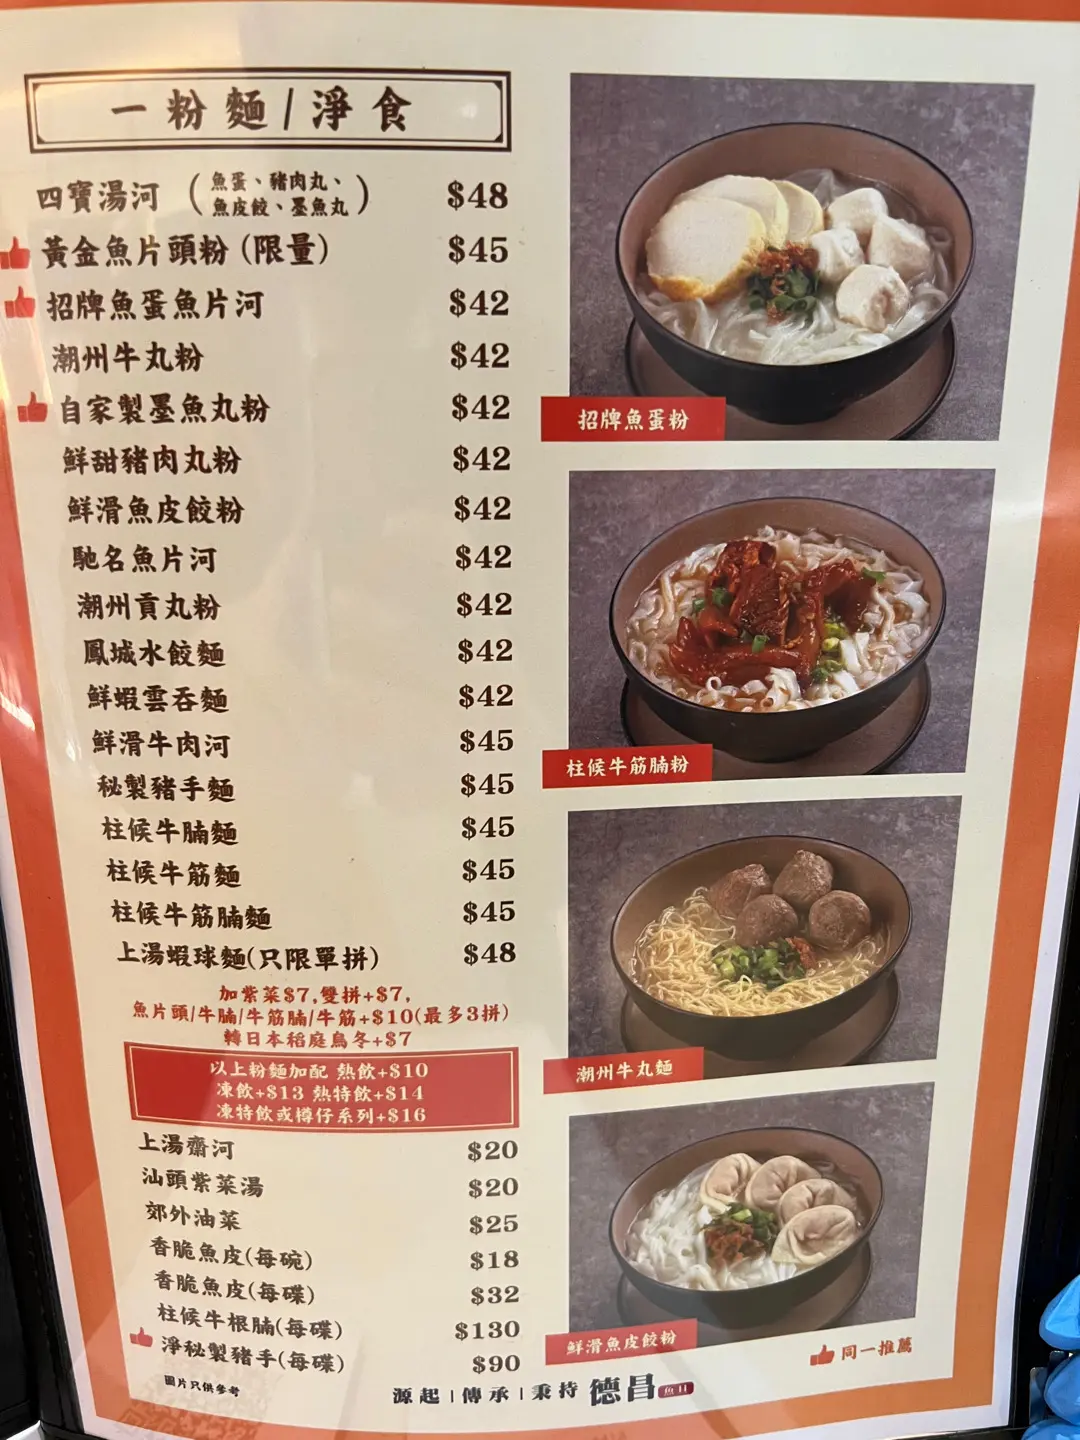 一粉麵/淨食
四寶湯河 (魚蛋、豬肉丸、魚皮餃、墨魚丸) $48
黃金魚片頭粉(限量) $45
招牌魚蛋魚片河 $42
潮州牛丸粉 $42
自家製墨魚丸粉 $42
鮮甜豬肉丸粉 $42
鮮滑魚皮餃粉 $42
馳名魚片河 $42
潮州貢丸粉 $42
鳳城水餃麵 $42
鮮蝦雲吞麵 $42
鮮滑牛肉河 $45
秘製豬手麵 $45
柱候牛腩麵 $45
柱候牛筋麵 $45
柱候牛筋腩麵 $45
上湯蝦球麵(只限單拼) $48
加紫菜$7,雙拼+$7,
魚片頭/牛腩/牛筋腩/牛筋+$10(最多3拼)
轉日本稻庭烏冬+$7
以上粉麵加配 熱飲+$10
凍飲+$13 熱特飲+$14
凍特飲或樽仔系列+$16
上湯齋河 $20
汕頭紫菜湯 $20
郊外油菜 $25
香脆魚皮(每碗) $18
香脆魚皮(每碟) $32
柱候牛根腩(每碟) $130
淨秘製豬手(每碟) $90
圖片只供參考
招牌魚蛋粉
柱候牛筋腩粉
潮州牛丸麵
鮮滑魚皮餃粉
同一推薦
源起|傳承|秉持 德昌 魚旦